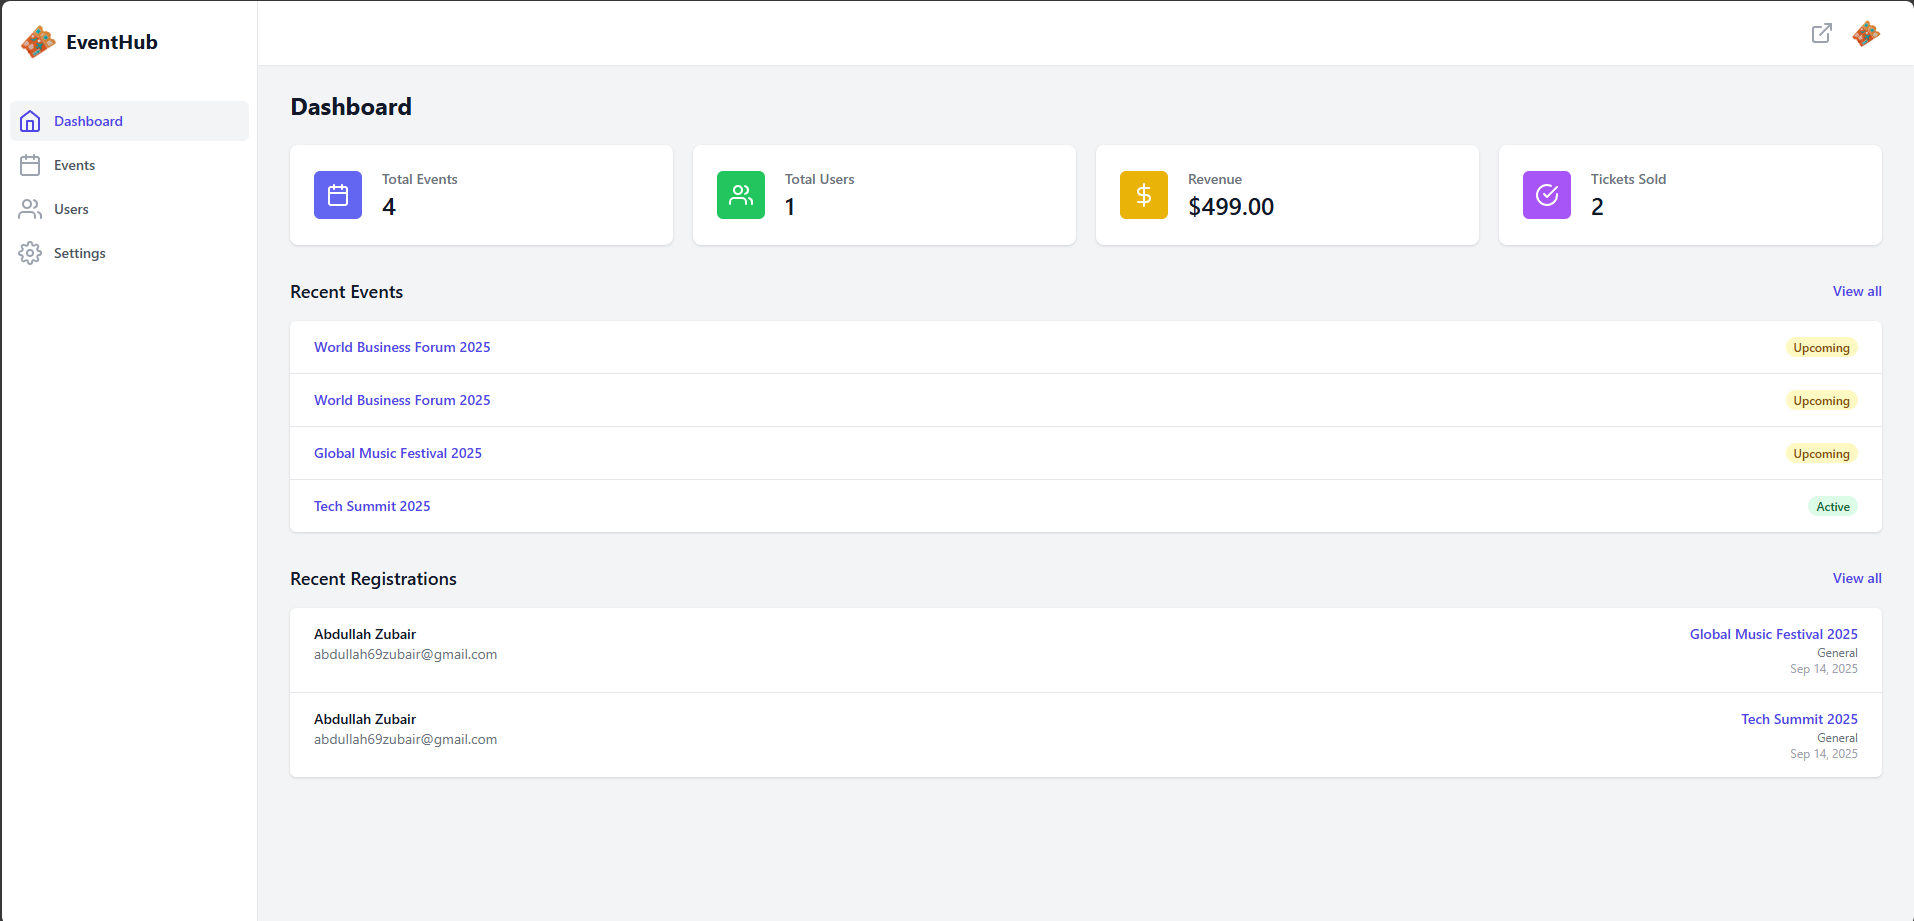 EventHub
Dashboard
Events
Users
Settings
Dashboard
Total Events
4
Total Users
1
Revenue
$499.00
Tickets Sold
2
Recent Events
View all
World Business Forum 2025
Upcoming
World Business Forum 2025
Upcoming
Global Music Festival 2025
Upcoming
Tech Summit 2025
Active
Recent Registrations
View all
Abdullah Zubair
abdullah69zubair@gmail.com
Global Music Festival 2025
General
Sep 14, 2025
Abdullah Zubair
abdullah69zubair@gmail.com
Tech Summit 2025
General
Sep 14, 2025